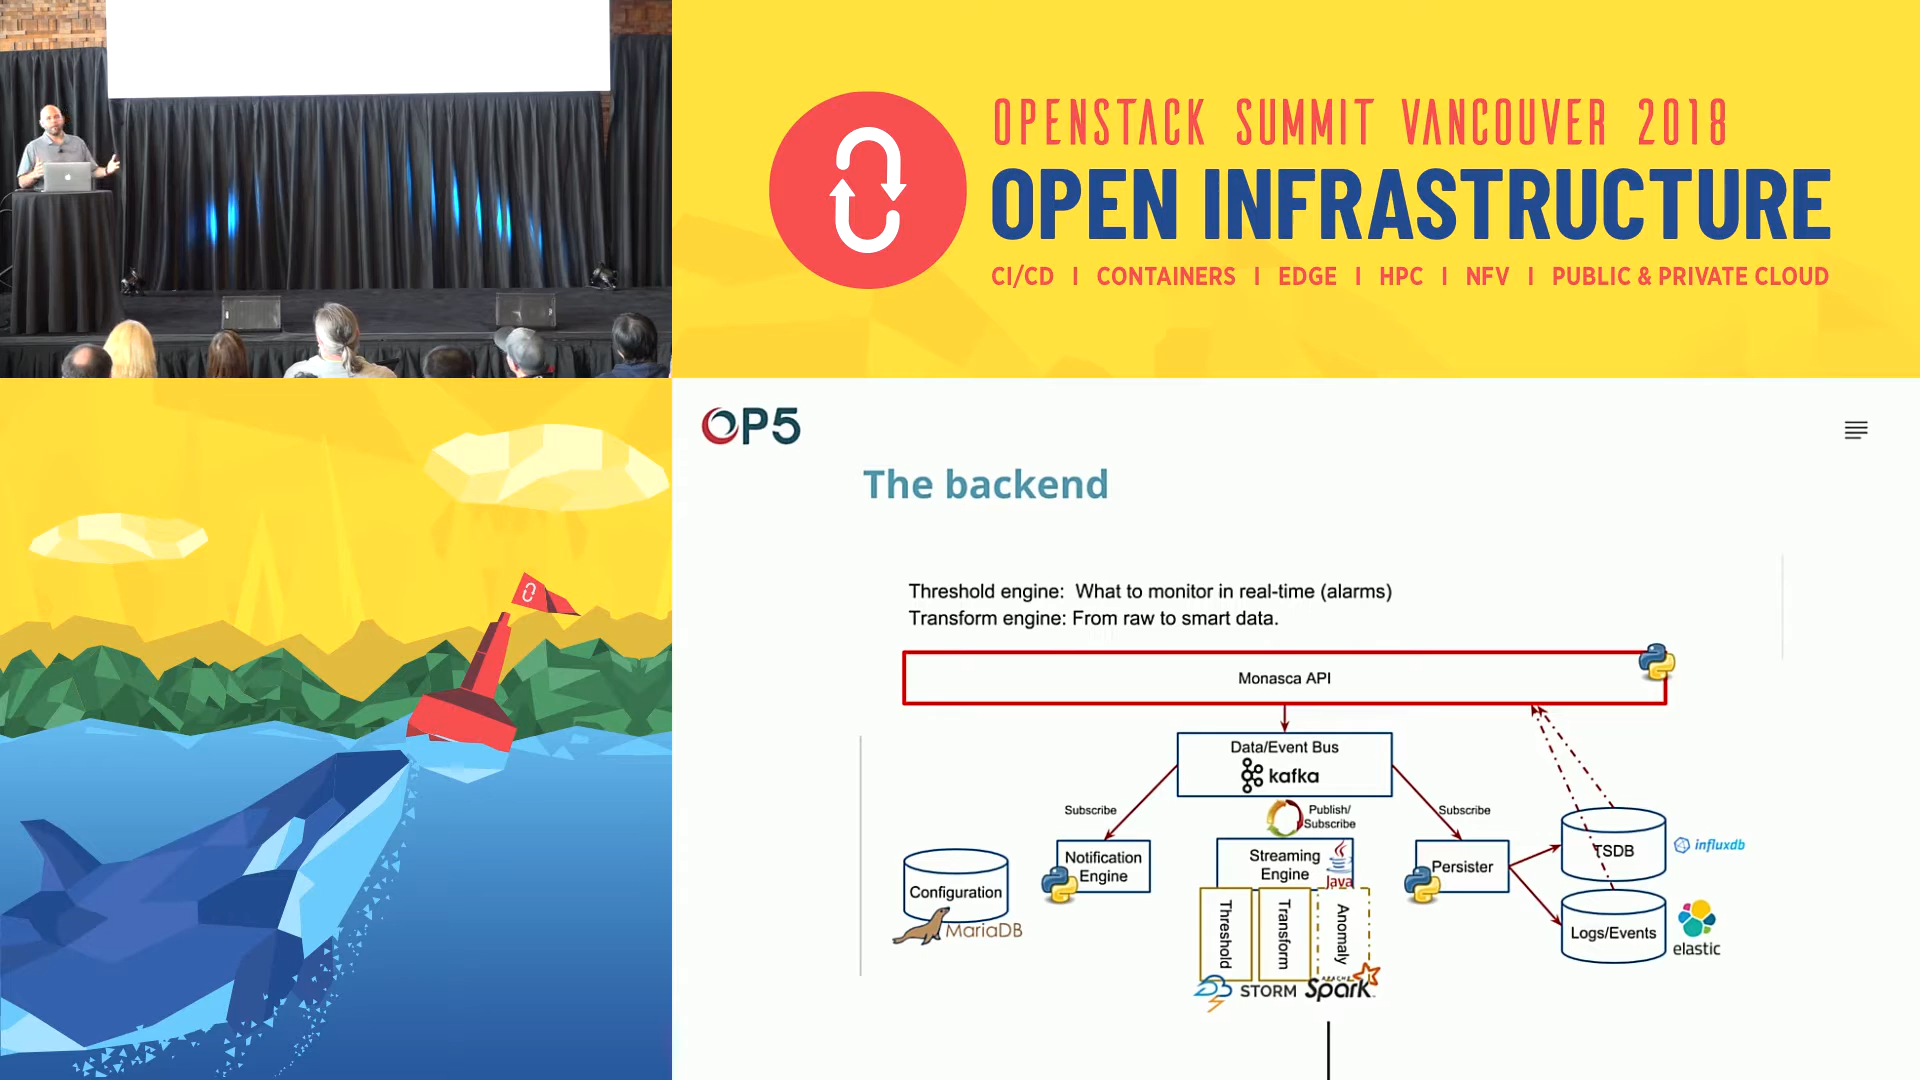 OPENSTACK SUMMIT VANCOUVER 2018
OPEN INFRASTRUCTURE
CI/CD | CONTAINERS | EDGE | HPC | NFV | PUBLIC & PRIVATE CLOUD
OP5
The backend
Threshold engine: What to monitor in real-time (alarms)
Transform engine: From raw to smart data.
Monasca API
Data/Event Bus
kafka
Subscribe
Publish/
Subscribe
Subscribe
Configuration
MariaDB
Notification
Engine
Streaming
Engine
Java
Threshold
Transform
Anomaly
STORM
APACHE
Spark
Persister
TSDB
influxdb
Logs/Events
elastic